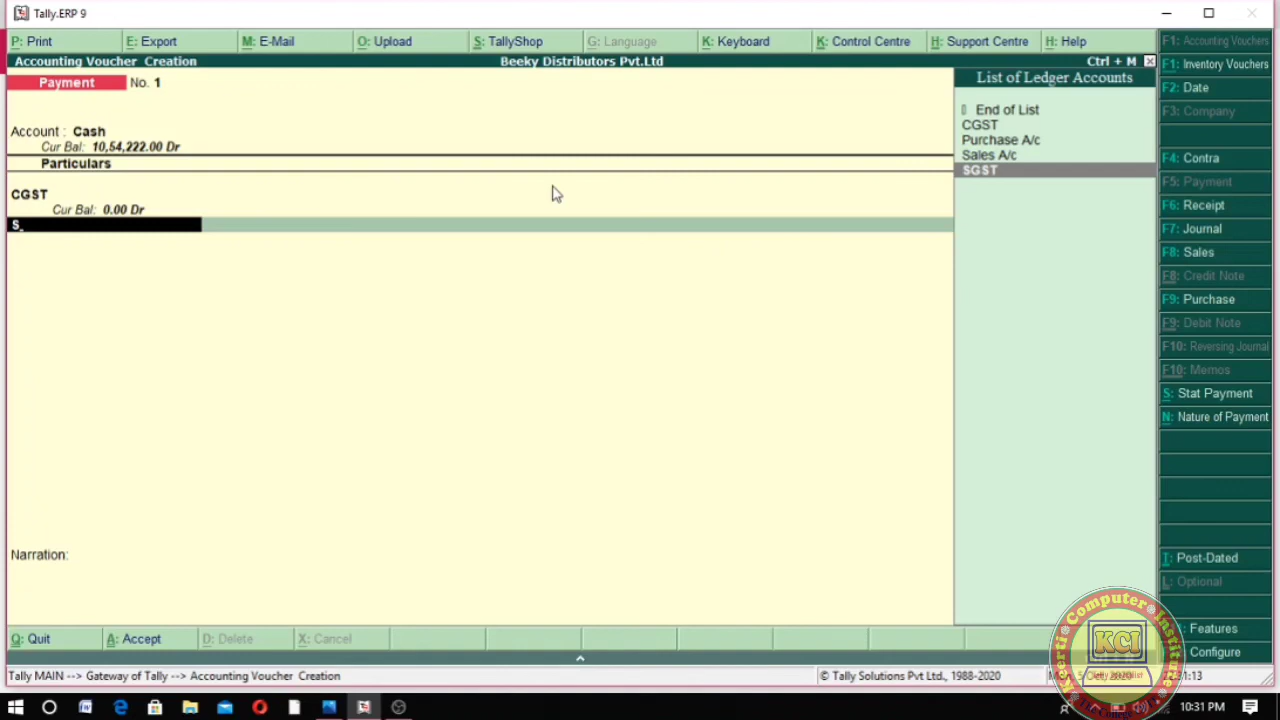 Tally.ERP 9
P: Print E: Export M: E-Mail O: Upload S: TallyShop G: Language K: Keyboard K: Control Centre H: Support Centre H: Help
Accounting Voucher Creation Beeky Distributors Pvt.Ltd Ctrl + M
Payment No. 1
Account : Cash
Cur Bal: 10,54,222.00 Dr
Particulars
CGST
Cur Bal: 0.00 Dr
S
Narration:
List of Ledger Accounts
End of List
CGST
Purchase A/c
Sales A/c
SGST
F1: Accounting Vouchers
F1: Inventory Vouchers
F2: Date
F3: Company
F4: Contra
F5: Payment
F6: Receipt
F7: Journal
F8: Sales
F8: Credit Note
F9: Purchase
F9: Debit Note
F10: Reversing Journal
F10: Memos
S: Stat Payment
N: Nature of Payment
T: Post-Dated
L: Optional
Features
Configure
Q: Quit A: Accept D: Delete X: Cancel
Tally MAIN --> Gateway of Tally --> Accounting Voucher Creation © Tally Solutions Pvt Ltd., 1988-2020
Keerti Computer Institute
KCI
10:31 PM